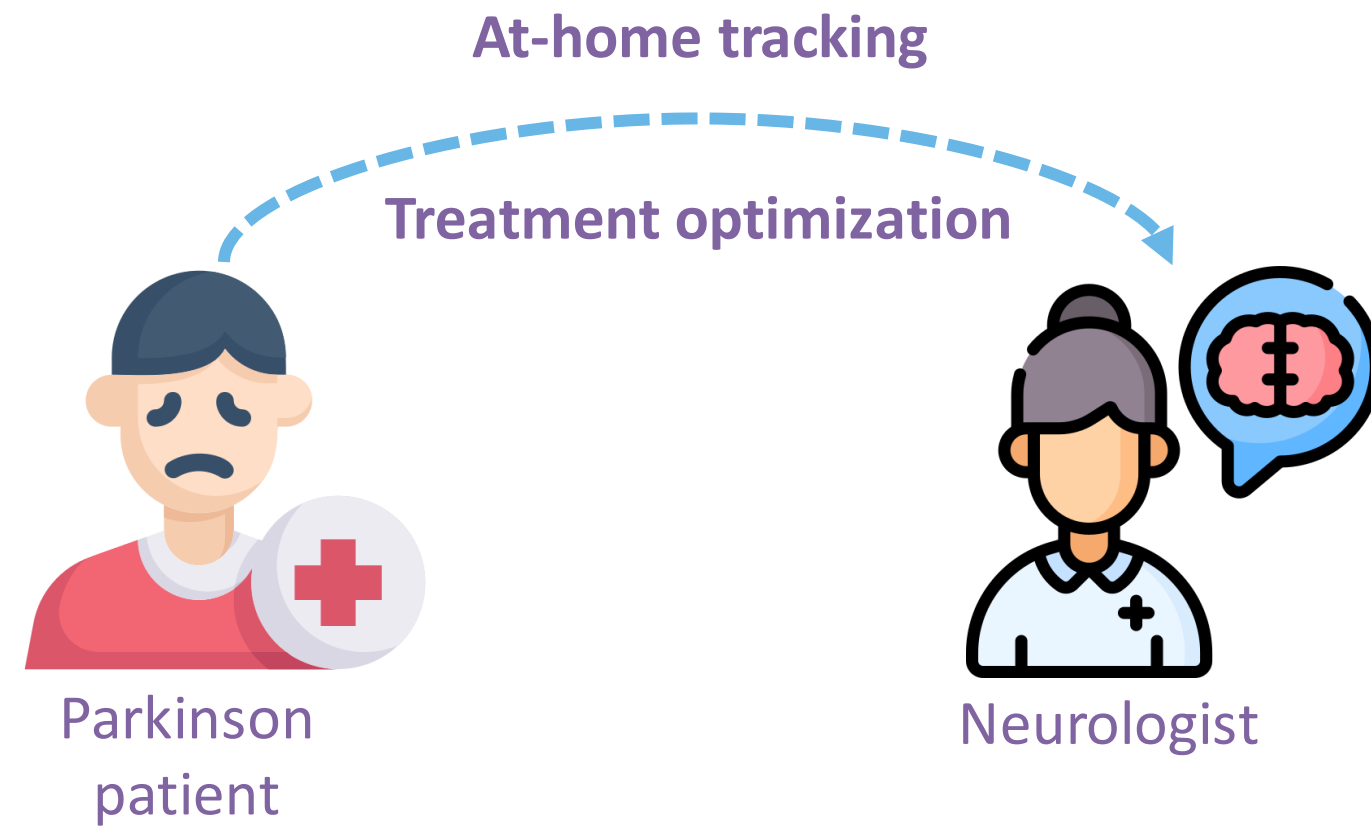 At-home tracking
Treatment optimization
Parkinson
patient
Neurologist